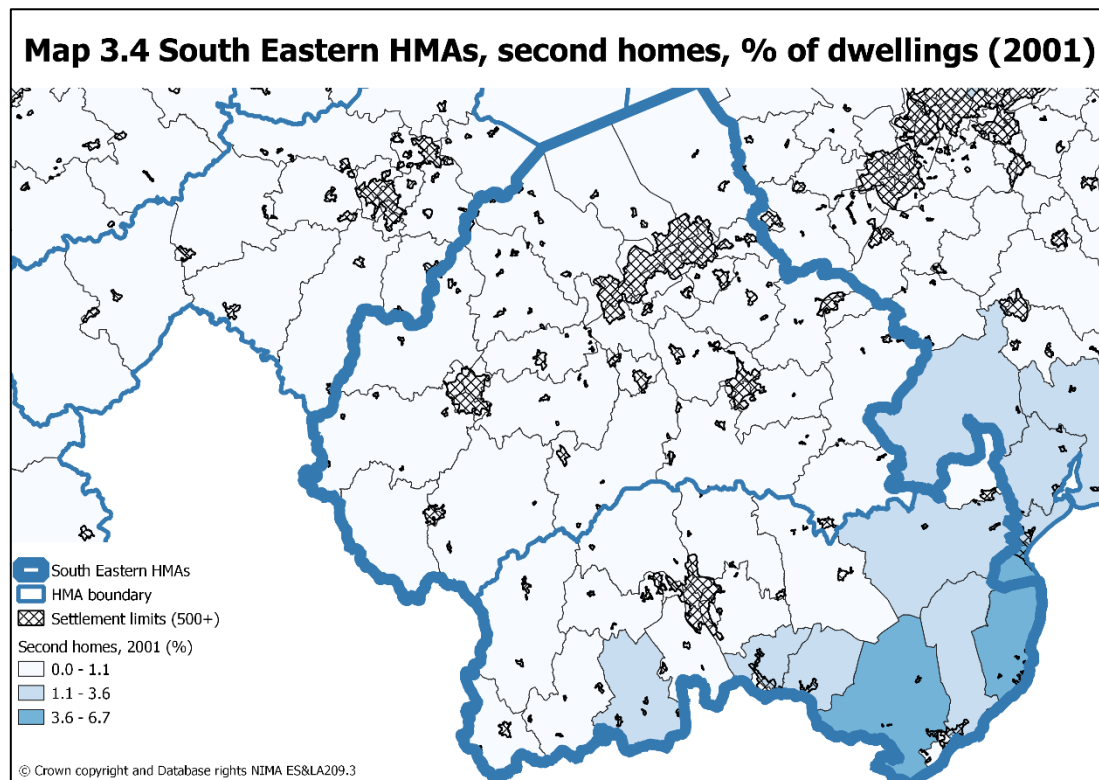 Map 3.4 South Eastern HMAs, second homes, % of dwellings (2001)
South Eastern HMAs
HMA boundary
Settlement limits (500+)
Second homes, 2001 (%)
0.0 - 1.1
1.1 - 3.6
3.6 - 6.7
© Crown copyright and Database rights NIMA ES&LA209.3